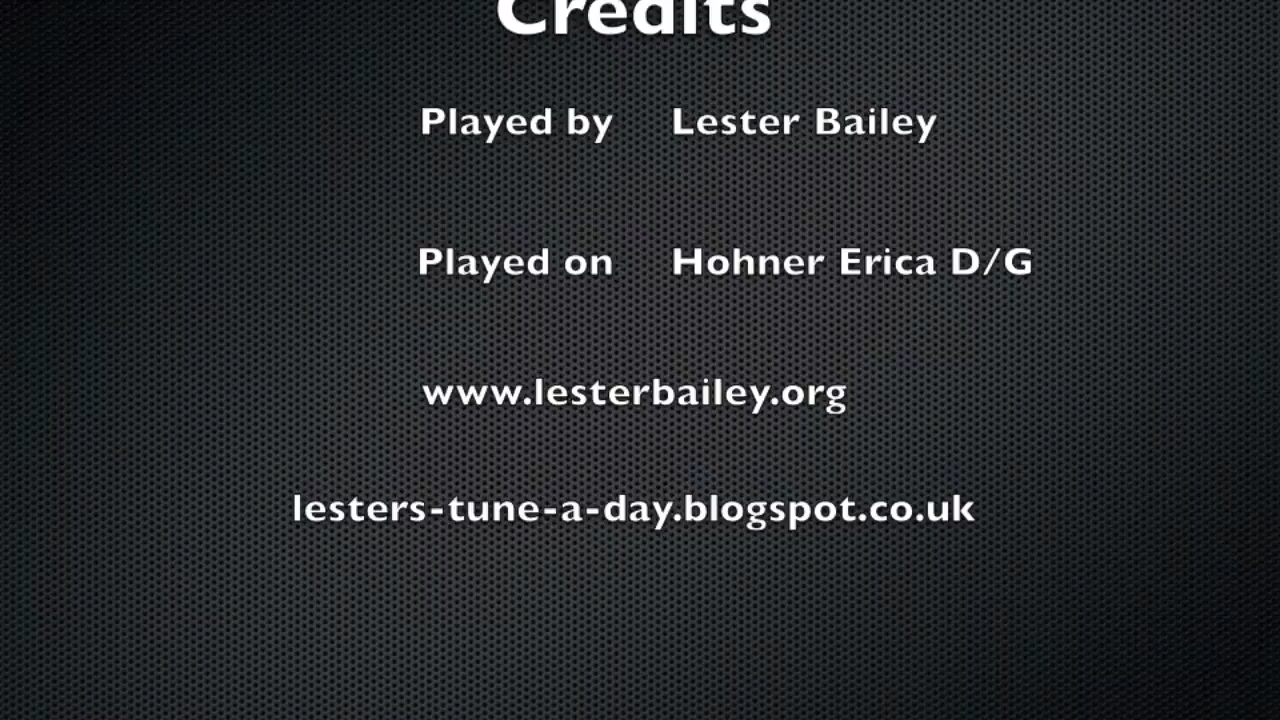 Credits
Played by Lester Bailey
Played on Hohner Erica D/G
www.lesterbailey.org
lesters-tune-a-day.blogspot.co.uk